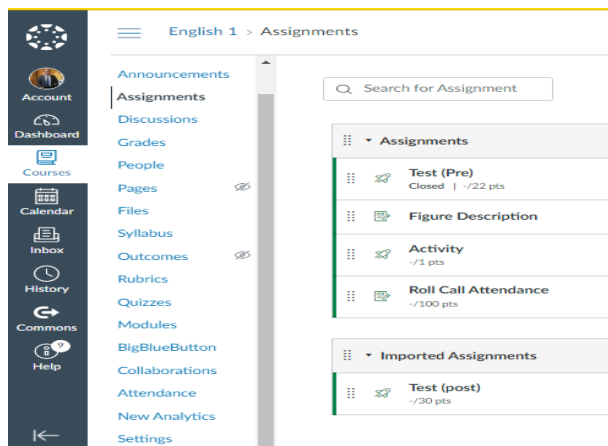 English 1 > Assignments
Account
Dashboard
Courses
Calendar
Inbox
History
Commons
9
Help
Announcements
Assignments
Discussions
Grades
People
Pages
Files
Syllabus
Outcomes
Rubrics
Quizzes
Modules
BigBlueButton
Collaborations
Attendance
New Analytics
Settings
Search for Assignment
Assignments
Test (Pre)
Closed | -/22 pts
Figure Description
Activity
-/1 pts
Roll Call Attendance
-/100 pts
Imported Assignments
Test (post)
-/30 pts